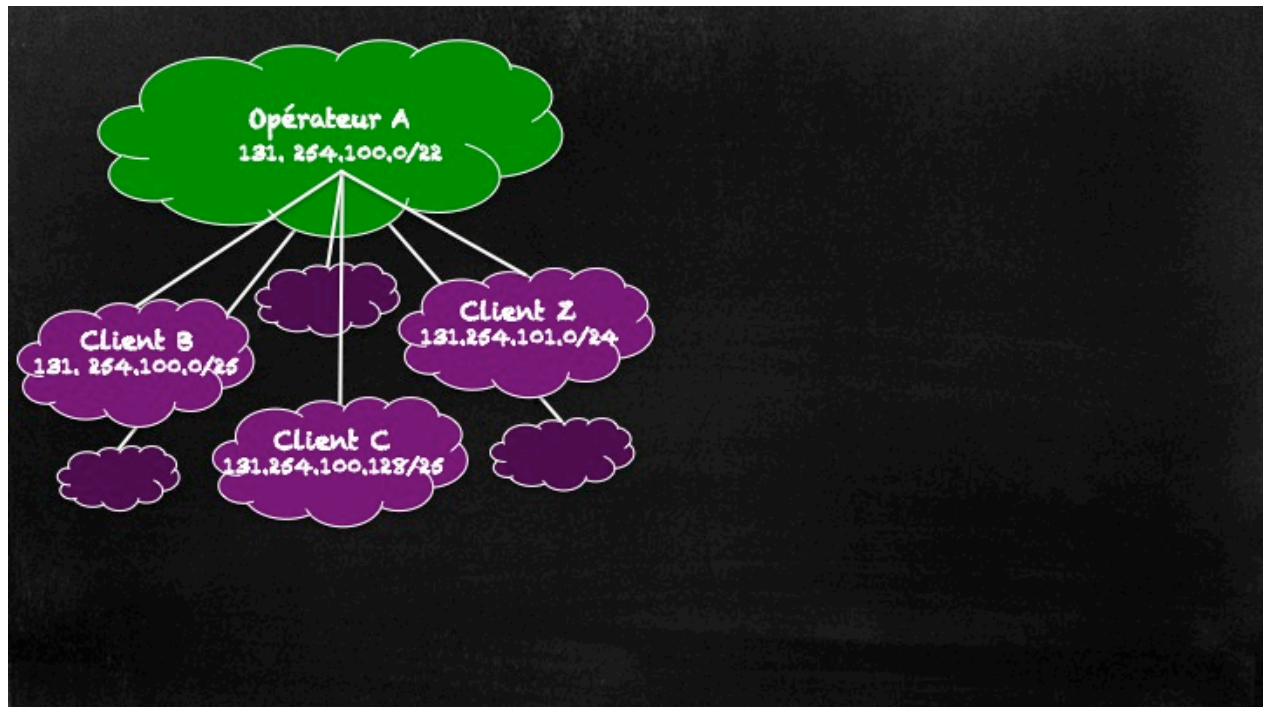 Opérateur A
131. 254.100.0/22
Client Z
131.254.101.0/24
Client B
131. 254.100.0/25
Client C
131.254.100.128/25